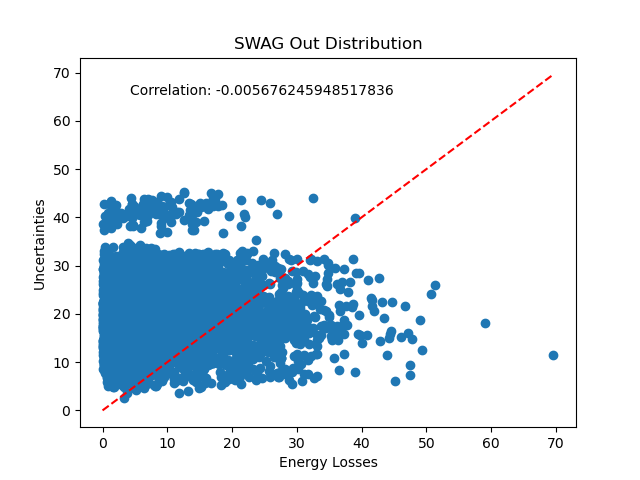 SWAG Out Distribution
Correlation: -0.005676245948517836
Uncertainties
70
60
50
40
30
20
10
0
0 10 20 30 40 50 60 70
Energy Losses